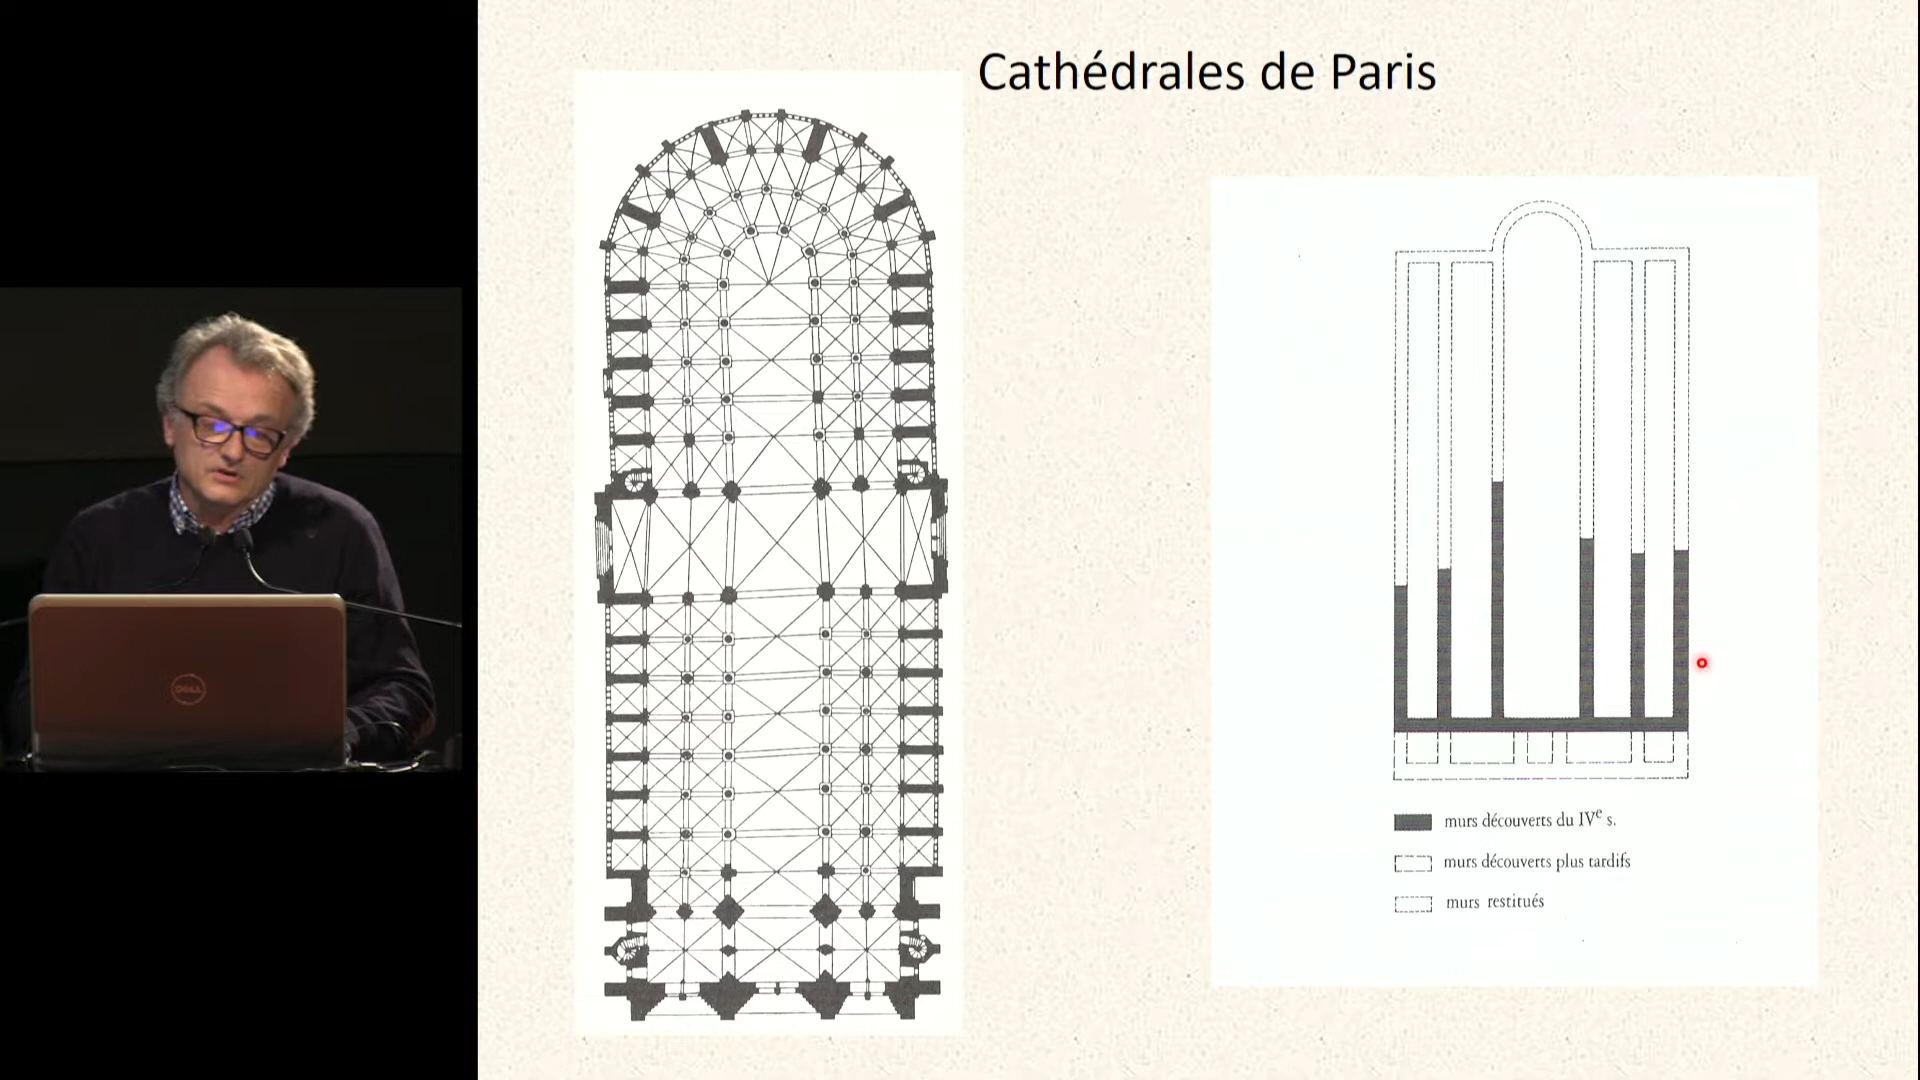 Cathédrales de Paris
murs découverts du IVe s.
murs découverts plus tardifs
murs restitués
DELL